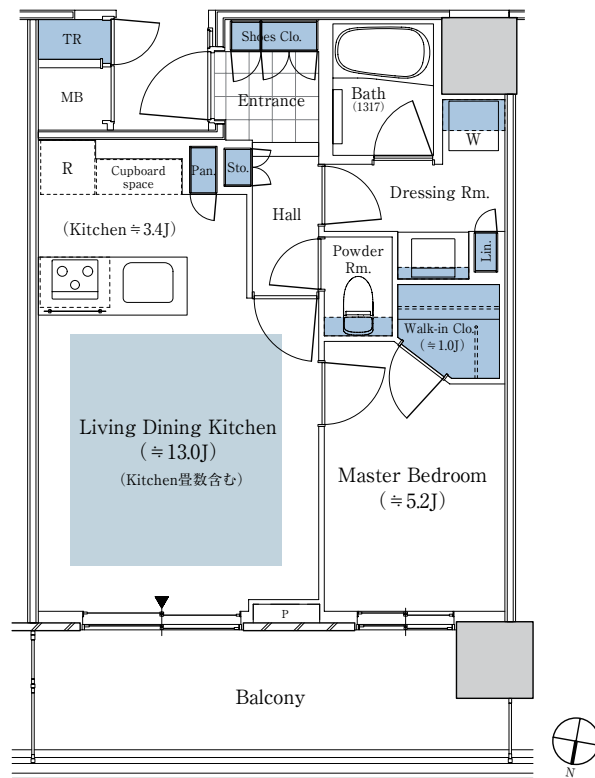 TR
Shoes Clo.
MB
Entrance
Bath
(1317)
W
R
Cupboard
space
Pan.
Sto.
Dressing Rm.
Hall
(Kitchen≒3.4J)
Powder
Rm.
Lin.
Walk-in Clo.
(≒1.0J)
Living Dining Kitchen
(≒13.0J)
(Kitchen畳数含む)
Master Bedroom
(≒5.2J)
P
Balcony
N